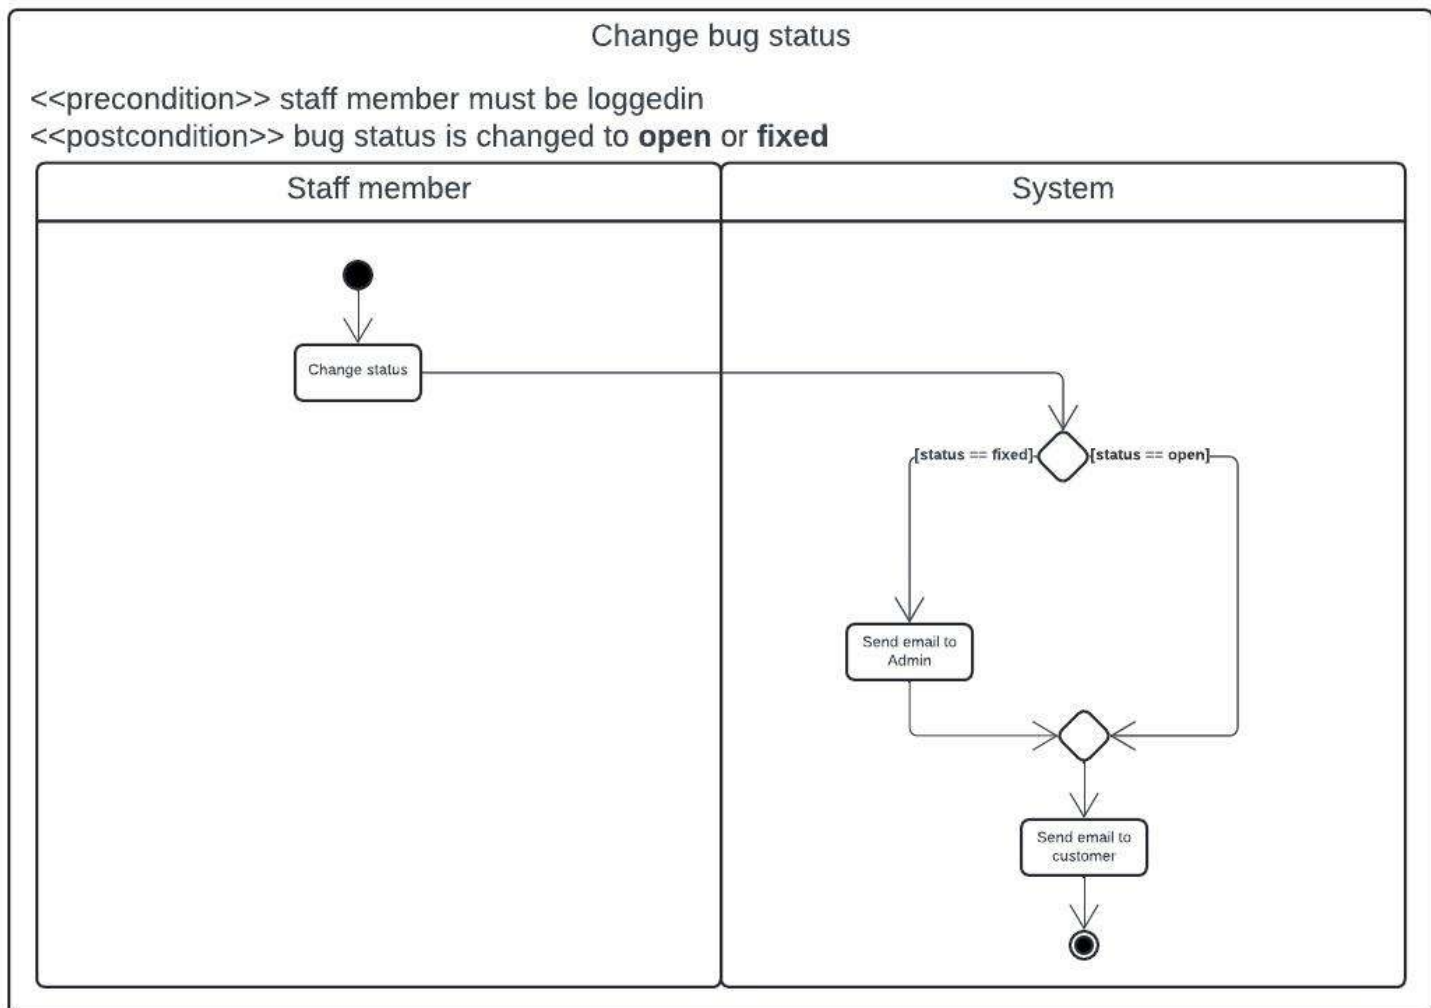 Change bug status
<<precondition>> staff member must be loggedin
<<postcondition>> bug status is changed to open or fixed
Staff member
System
Change status
[status == fixed]
[status == open]
Send email to
Admin
Send email to
customer